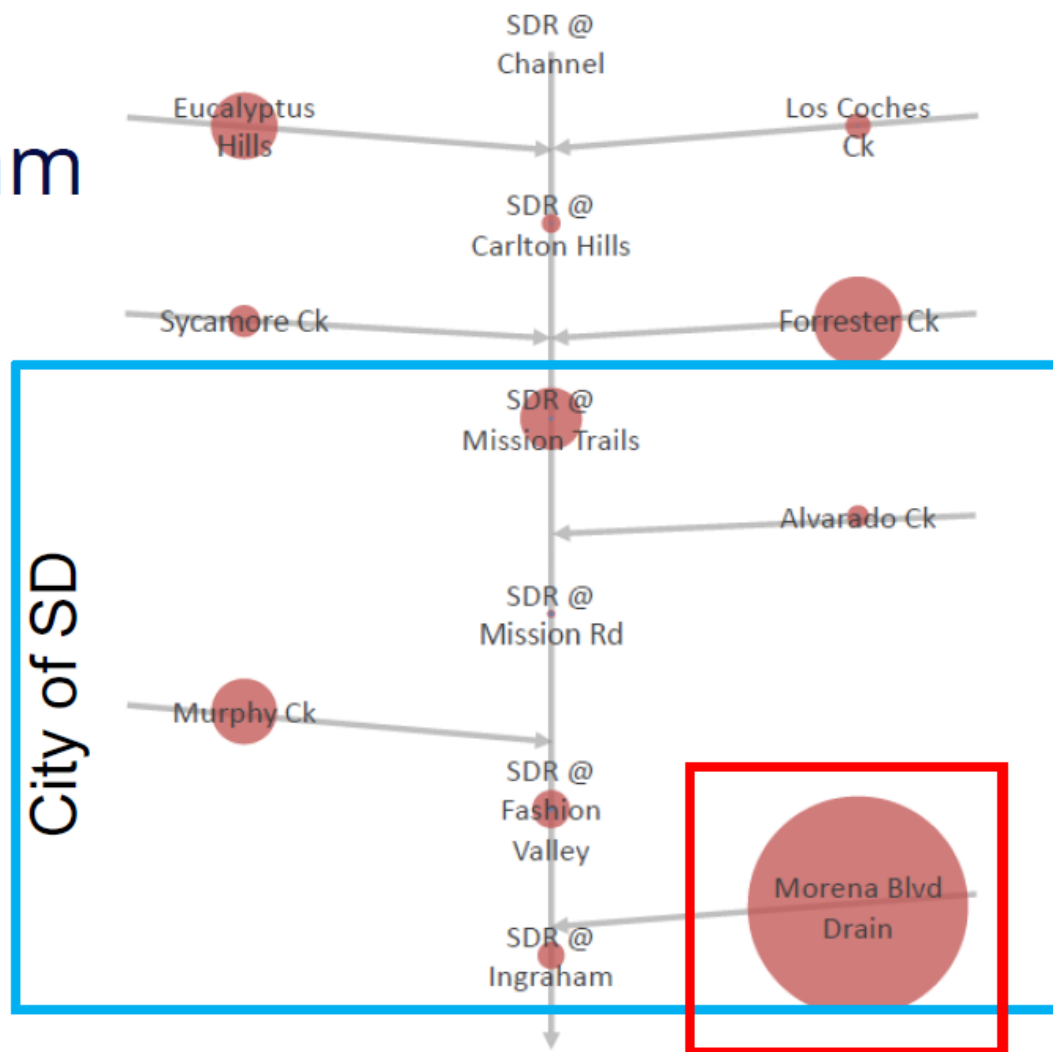 SDR @
Channel
Eucalyptus
Hills
Los Coches
Ck
am
SDR @
Carlton Hills
Sycamore Ck
Forrester Ck
SDR @
Mission Trails
Alvarado Ck
City of SD
SDR @
Mission Rd
Murphy Ck
SDR @
Fashion
Valley
Morena Blvd
Drain
SDR @
Ingraham